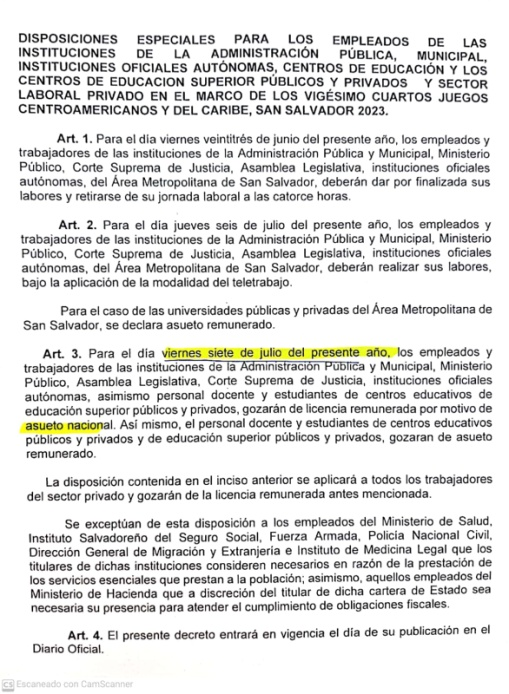 DISPOSICIONES ESPECIALES PARA LOS EMPLEADOS DE LAS
INSTITUCIONES DE LA ADMINISTRACIÓN PÚBLICA, MUNICIPAL,
INSTITUCIONES OFICIALES AUTÓNOMAS, CENTROS DE EDUCACIÓN Y LOS
CENTROS DE EDUCACION SUPERIOR PÚBLICOS Y PRIVADOS Y SECTOR
LABORAL PRIVADO EN EL MARCO DE LOS VIGÉSIMO CUARTOS JUEGOS
CENTROAMERICANOS Y DEL CARIBE, SAN SALVADOR 2023.
Art. 1. Para el día viernes veintitrés de junio del presente año, los empleados y
trabajadores de las instituciones de la Administración Pública y Municipal, Ministerio
Público, Corte Suprema de Justicia, Asamblea Legislativa, instituciones oficiales
autónomas, del Área Metropolitana de San Salvador, deberán dar por finalizada sus
labores y retirarse de su jornada laboral a las catorce horas.
Art. 2. Para el día jueves seis de julio del presente año, los empleados y
trabajadores de las instituciones de la Administración Pública y Municipal, Ministerio
Público, Corte Suprema de Justicia, Asamblea Legislativa, instituciones oficiales
autónomas, del Área Metropolitana de San Salvador, deberán realizar sus labores,
bajo la aplicación de la modalidad del teletrabajo.
Para el caso de las universidades públicas y privadas del Área Metropolitana de
San Salvador, se declara asueto remunerado.
Art. 3. Para el día viernes siete de julio del presente año, los empleados y
trabajadores de las instituciones de la Administración Pública y Municipal, Ministerio
Público, Asamblea Legislativa, Corte Suprema de Justicia, instituciones oficiales
autónomas, asimismo personal docente y estudiantes de centros educativos de
educación superior públicos y privados, gozarán de licencia remunerada por motivo de
asueto nacional. Así mismo, el personal docente y estudiantes de centros educativos
públicos y privados y de educación superior públicos y privados, gozaran de asueto
remunerado.
La disposición contenida en el inciso anterior se aplicará a todos los trabajadores
del sector privado y gozarán de la licencia remunerada antes mencionada.
Se exceptúan de esta disposición a los empleados del Ministerio de Salud,
Instituto Salvadoreño del Seguro Social, Fuerza Armada, Policía Nacional Civil,
Dirección General de Migración y Extranjería e Instituto de Medicina Legal que los
titulares de dichas instituciones consideren necesarios en razón de la prestación de
los servicios esenciales que prestan a la población; asimismo, aquellos empleados del
Ministerio de Hacienda que a discreción del titular de dicha cartera de Estado sea
necesaria su presencia para atender el cumplimiento de obligaciones fiscales.
Art. 4. El presente decreto entrará en vigencia el día de su publicación en el
Diario Oficial.
CS Escaneado con CamScanner